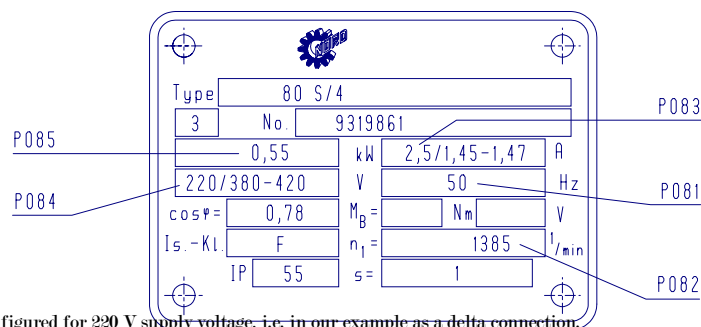 Type 80 S/4
3 No. 9319861 P083
P085 0,55 kW 2,5/1,45-1,47 A
P084 220/380-420 V 50 Hz P081
cosφ= 0,78 MB= Nm V
Is.-Kl. F n1= 1385 1/min
IP 55 s= 1 P082
figured for 220 V supply voltage, i.e. in our example as a delta connection.